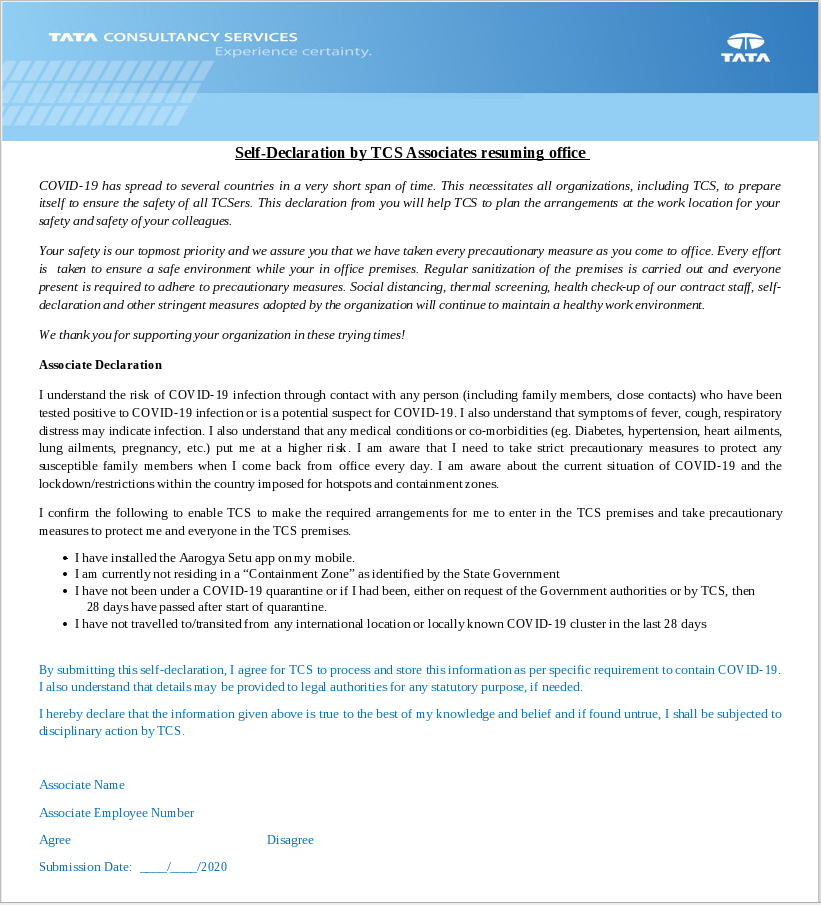 TATA CONSULTANCY SERVICES
Experience certainty.
TATA
Self-Declaration by TCS Associates resuming office
COVID-19 has spread to several countries in a very short span of time. This necessitates all organizations, including TCS, to prepare
itself to ensure the safety of all TCSers. This declaration from you will help TCS to plan the arrangements at the work location for your
safety and safety of your colleagues.
Your safety is our topmost priority and we assure you that we have taken every precautionary measure as you come to office. Every effort
is taken to ensure a safe environment while your in office premises. Regular sanitization of the premises is carried out and everyone
present is required to adhere to precautionary measures. Social distancing, thermal screening, health check-up of our contract staff, self-
declaration and other stringent measures adopted by the organization will continue to maintain a healthy work environment.
We thank you for supporting your organization in these trying times!
Associate Declaration
I understand the risk of COVID-19 infection through contact with any person (including family members, close contacts) who have been
tested positive to COVID-19 infection or is a potential suspect for COVID-19. I also understand that symptoms of fever, cough, respiratory
distress may indicate infection. I also understand that any medical conditions or co-morbidities (eg. Diabetes, hypertension, heart ailments,
lung ailments, pregnancy, etc.) put me at a higher risk. I am aware that I need to take strict precautionary measures to protect any
susceptible family members when I come back from office every day. I am aware about the current situation of COVID-19 and the
lockdown/restrictions within the country imposed for hotspots and containment zones.
I confirm the following to enable TCS to make the required arrangements for me to enter in the TCS premises and take precautionary
measures to protect me and everyone in the TCS premises.
• I have installed the Aarogya Setu app on my mobile.
• I am currently not residing in a “Containment Zone” as identified by the State Government
• I have not been under a COVID-19 quarantine or if I had been, either on request of the Government authorities or by TCS, then
28 days have passed after start of quarantine.
• I have not travelled to/transited from any international location or locally known COVID-19 cluster in the last 28 days
By submitting this self-declaration, I agree for TCS to process and store this information as per specific requirement to contain COVID-19.
I also understand that details may be provided to legal authorities for any statutory purpose, if needed.
I hereby declare that the information given above is true to the best of my knowledge and belief and if found untrue, I shall be subjected to
disciplinary action by TCS.
Associate Name
Associate Employee Number
Agree Disagree
Submission Date: ____/____/2020